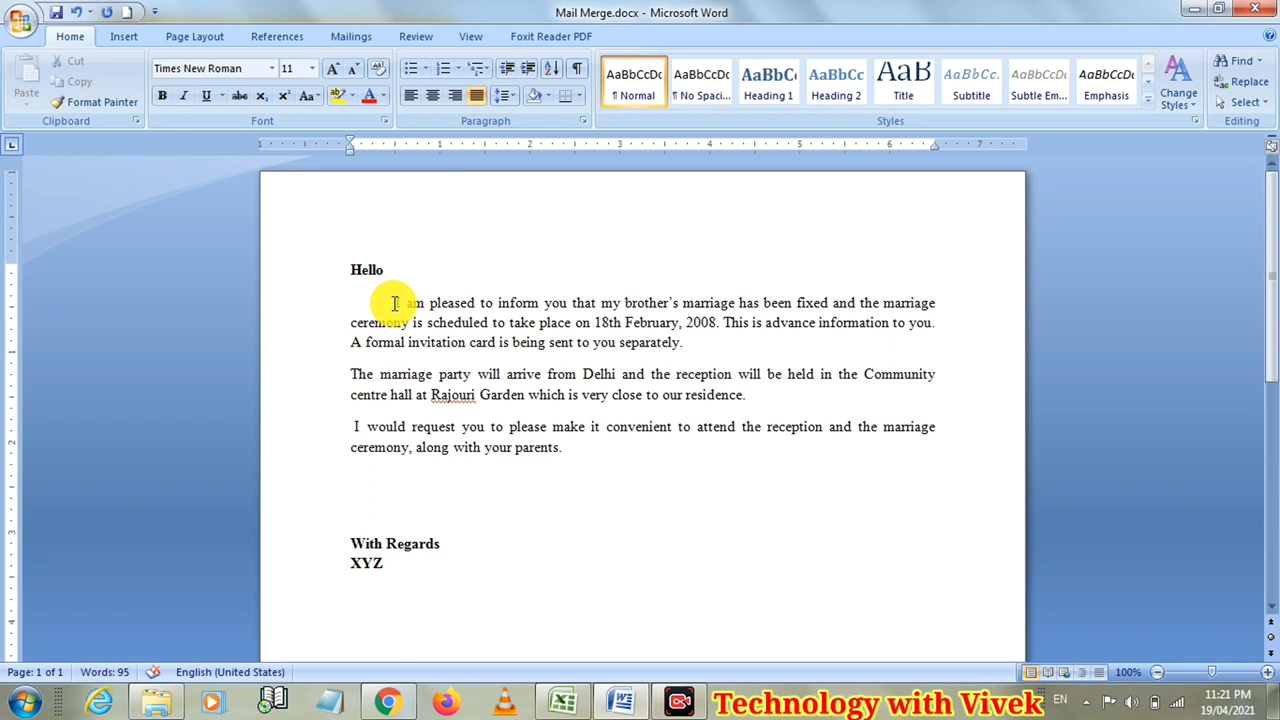 Mail Merge.docx - Microsoft Word
Home Insert Page Layout References Mailings Review View Foxit Reader PDF
Cut
Copy
Format Painter
Paste
Clipboard
Times New Roman 11
Font
Paragraph
AaBbCcDc AaBbCcDc AaBbCc AaBbCc AaB AaBbCc. AaBbCcDc AaBbCcDc
¶ Normal ¶ No Spaci... Heading 1 Heading 2 Title Subtitle Subtle Em... Emphasis
Change
Styles
Styles
Find
Replace
Select
Editing
Hello
I am pleased to inform you that my brother’s marriage has been fixed and the marriage
ceremony is scheduled to take place on 18th February, 2008. This is advance information to you.
A formal invitation card is being sent to you separately.
The marriage party will arrive from Delhi and the reception will be held in the Community
centre hall at Rajouri Garden which is very close to our residence.
I would request you to please make it convenient to attend the reception and the marriage
ceremony, along with your parents.
With Regards
XYZ
Page: 1 of 1 Words: 95 English (United States) 100%
Technology with Vivek
EN
11:21 PM
19/04/2021